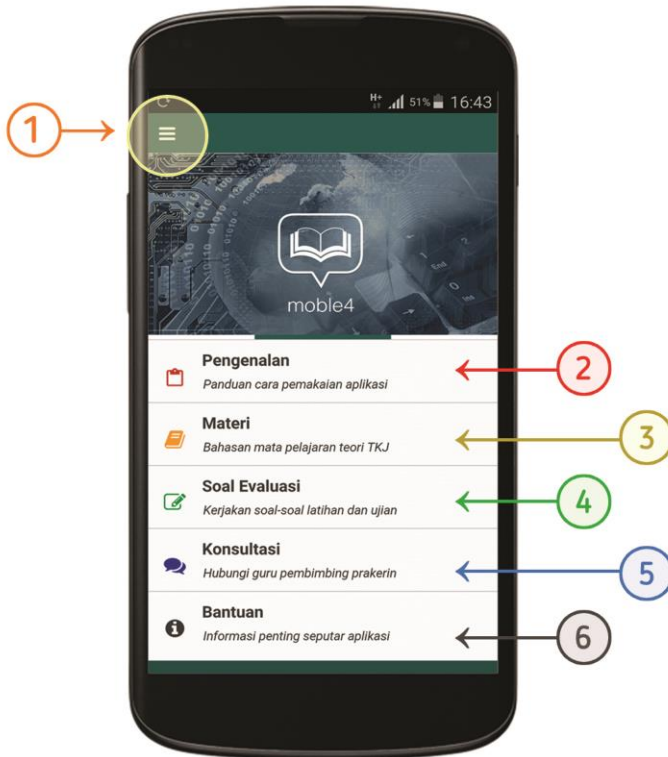 H+ 51% 16:43
1
moble4
Pengenalan
Panduan cara pemakaian aplikasi
2
Materi
Bahasan mata pelajaran teori TKJ
3
Soal Evaluasi
Kerjakan soal-soal latihan dan ujian
4
Konsultasi
Hubungi guru pembimbing prakerin
5
Bantuan
Informasi penting seputar aplikasi
6